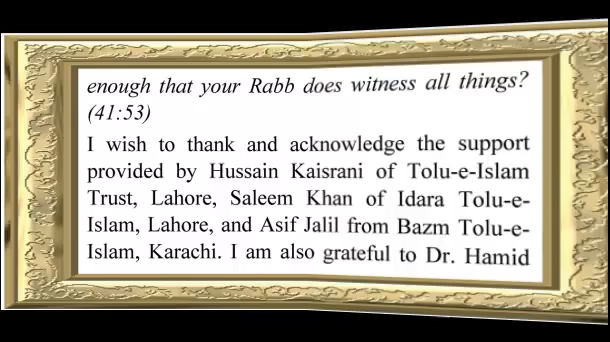 enough that your Rabb does witness all things?
(41:53)
I wish to thank and acknowledge the support
provided by Hussain Kaisrani of Tolu-e-Islam
Trust, Lahore, Saleem Khan of Idara Tolu-e-
Islam, Lahore, and Asif Jalil from Bazm Tolu-e-
Islam, Karachi. I am also grateful to Dr. Hamid